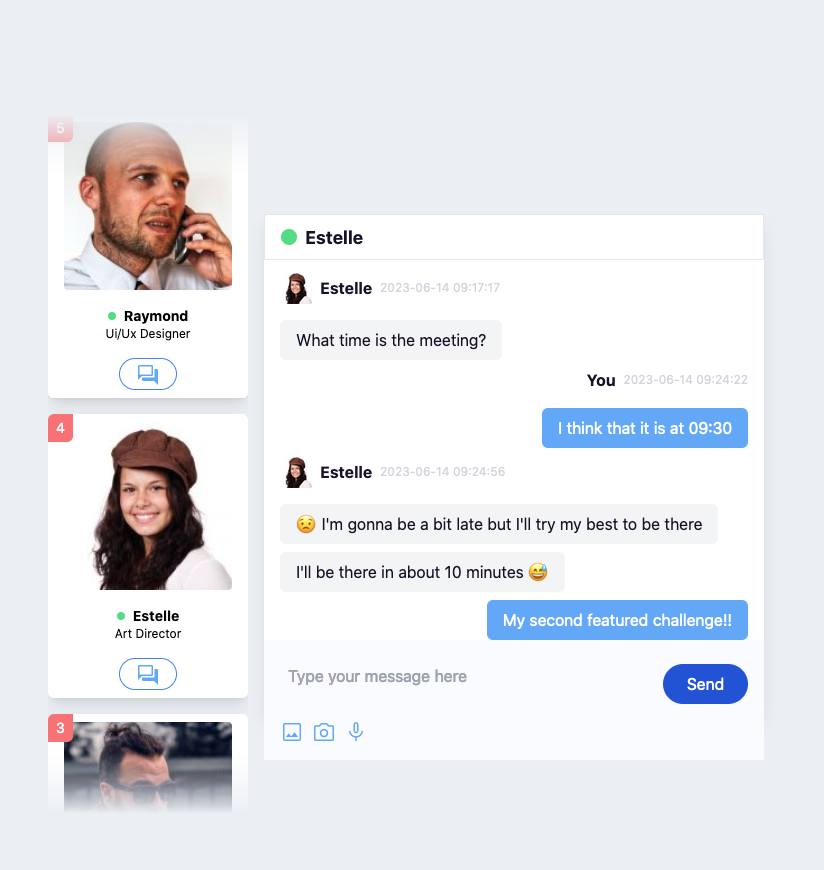 5
Raymond
Ui/Ux Designer
4
Estelle
Art Director
3
Estelle
Estelle 2023-06-14 09:17:17
What time is the meeting?
You 2023-06-14 09:24:22
I think that it is at 09:30
Estelle 2023-06-14 09:24:56
😟 I'm gonna be a bit late but I'll try my best to be there
I'll be there in about 10 minutes 😅
My second featured challenge!!
Type your message here
Send